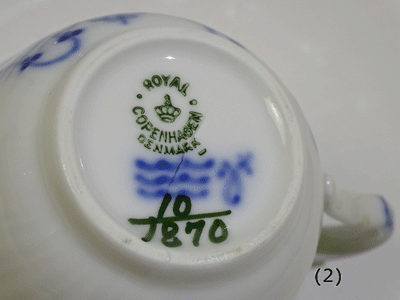 ROYAL
COPENHAGEN
DENMARK
10
1870
(2)